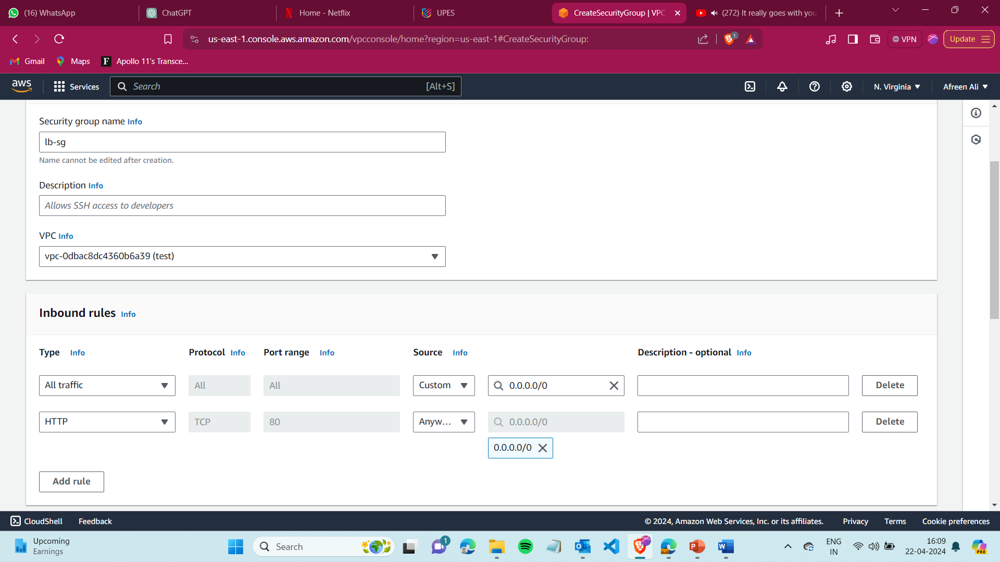 (16) WhatsApp
ChatGPT
Home - Netflix
UPES
CreateSecurityGroup | VPC
(272) It really goes with you
us-east-1.console.aws.amazon.com/vpcconsole/home?region=us-east-1#CreateSecurityGroup:
1
VPN
Update
Gmail
Maps
F
Apollo 11's Transce...
aws
Services
Search
[Alt+S]
N. Virginia
Afreen Ali
Security group name Info
lb-sg
Name cannot be edited after creation.
Description Info
Allows SSH access to developers
VPC Info
vpc-0dbac8dc4360b6a39 (test)
Inbound rules Info
Type Info Protocol Info Port range Info Source Info Description - optional Info
All traffic All All Custom 0.0.0.0/0 Delete
HTTP TCP 80 Anyw... 0.0.0.0/0 Delete
0.0.0.0/0
Add rule
CloudShell Feedback © 2024, Amazon Web Services, Inc. or its affiliates. Privacy Terms Cookie preferences
Upcoming
Earnings
Search
1
ENG
IN
16:09
22-04-2024
PRE